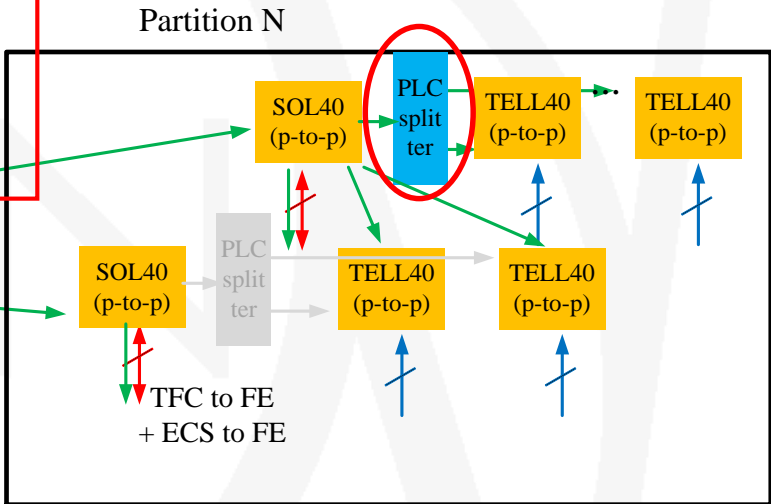 Partition N
SOL40
(p-to-p)
PLC
split
ter
TELL40
(p-to-p)
...
TELL40
(p-to-p)
SOL40
(p-to-p)
PLC
split
ter
TELL40
(p-to-p)
TELL40
(p-to-p)
TFC to FE
+ ECS to FE